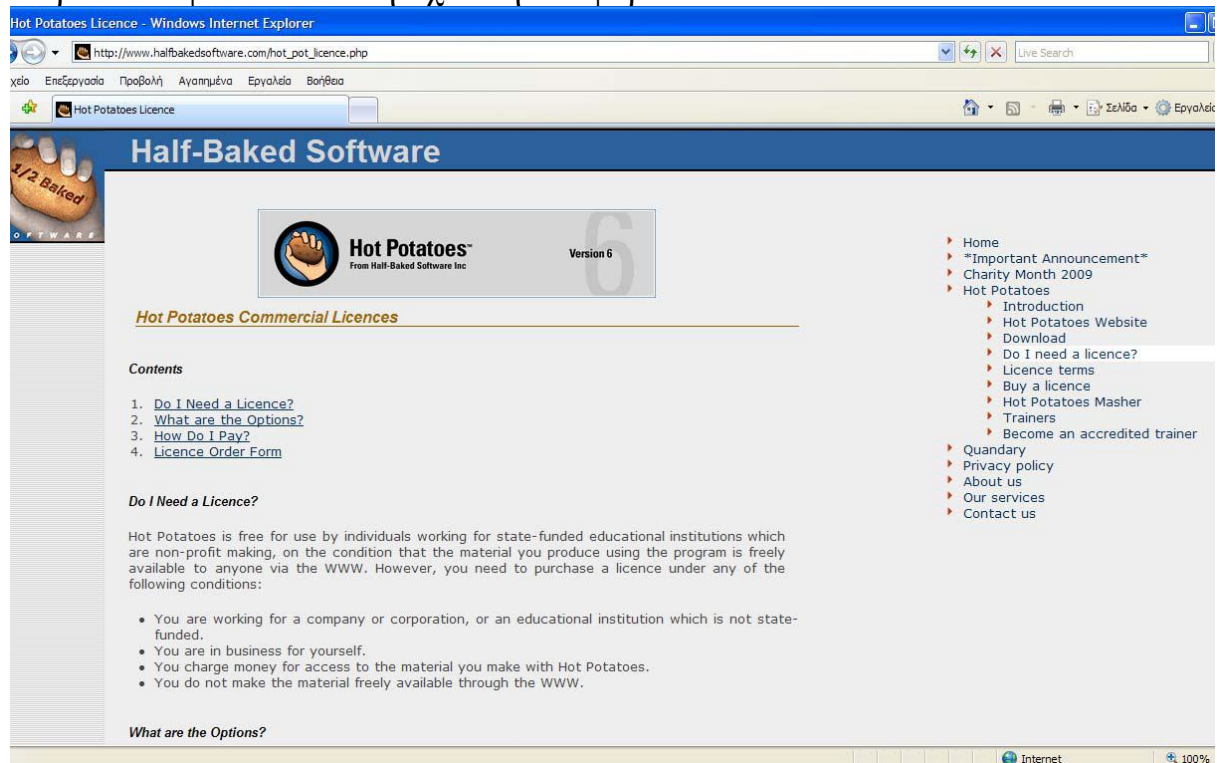 Hot Potatoes Licence - Windows Internet Explorer
http://www.halfbakedsoftware.com/hot_pot_licence.php
Live Search
χείο Επεξεργασία Προβολή Αγαπημένα Εργαλεία Βοήθεια
Hot Potatoes Licence
Σελίδα
Εργαλεία
1/2 Baked
SOFTWARE
Half-Baked Software
Hot Potatoes™
From Half-Baked Software Inc
Version 6
6
Hot Potatoes Commercial Licences
Contents
1. Do I Need a Licence?
2. What are the Options?
3. How Do I Pay?
4. Licence Order Form
Do I Need a Licence?
Hot Potatoes is free for use by individuals working for state-funded educational institutions which
are non-profit making, on the condition that the material you produce using the program is freely
available to anyone via the WWW. However, you need to purchase a licence under any of the
following conditions:
• You are working for a company or corporation, or an educational institution which is not state-
funded.
• You are in business for yourself.
• You charge money for access to the material you make with Hot Potatoes.
• You do not make the material freely available through the WWW.
What are the Options?
Home
*Important Announcement*
Charity Month 2009
Hot Potatoes
Introduction
Hot Potatoes Website
Download
Do I need a licence?
Licence terms
Buy a licence
Hot Potatoes Masher
Trainers
Become an accredited trainer
Quandary
Privacy policy
About us
Our services
Contact us
Internet
100%